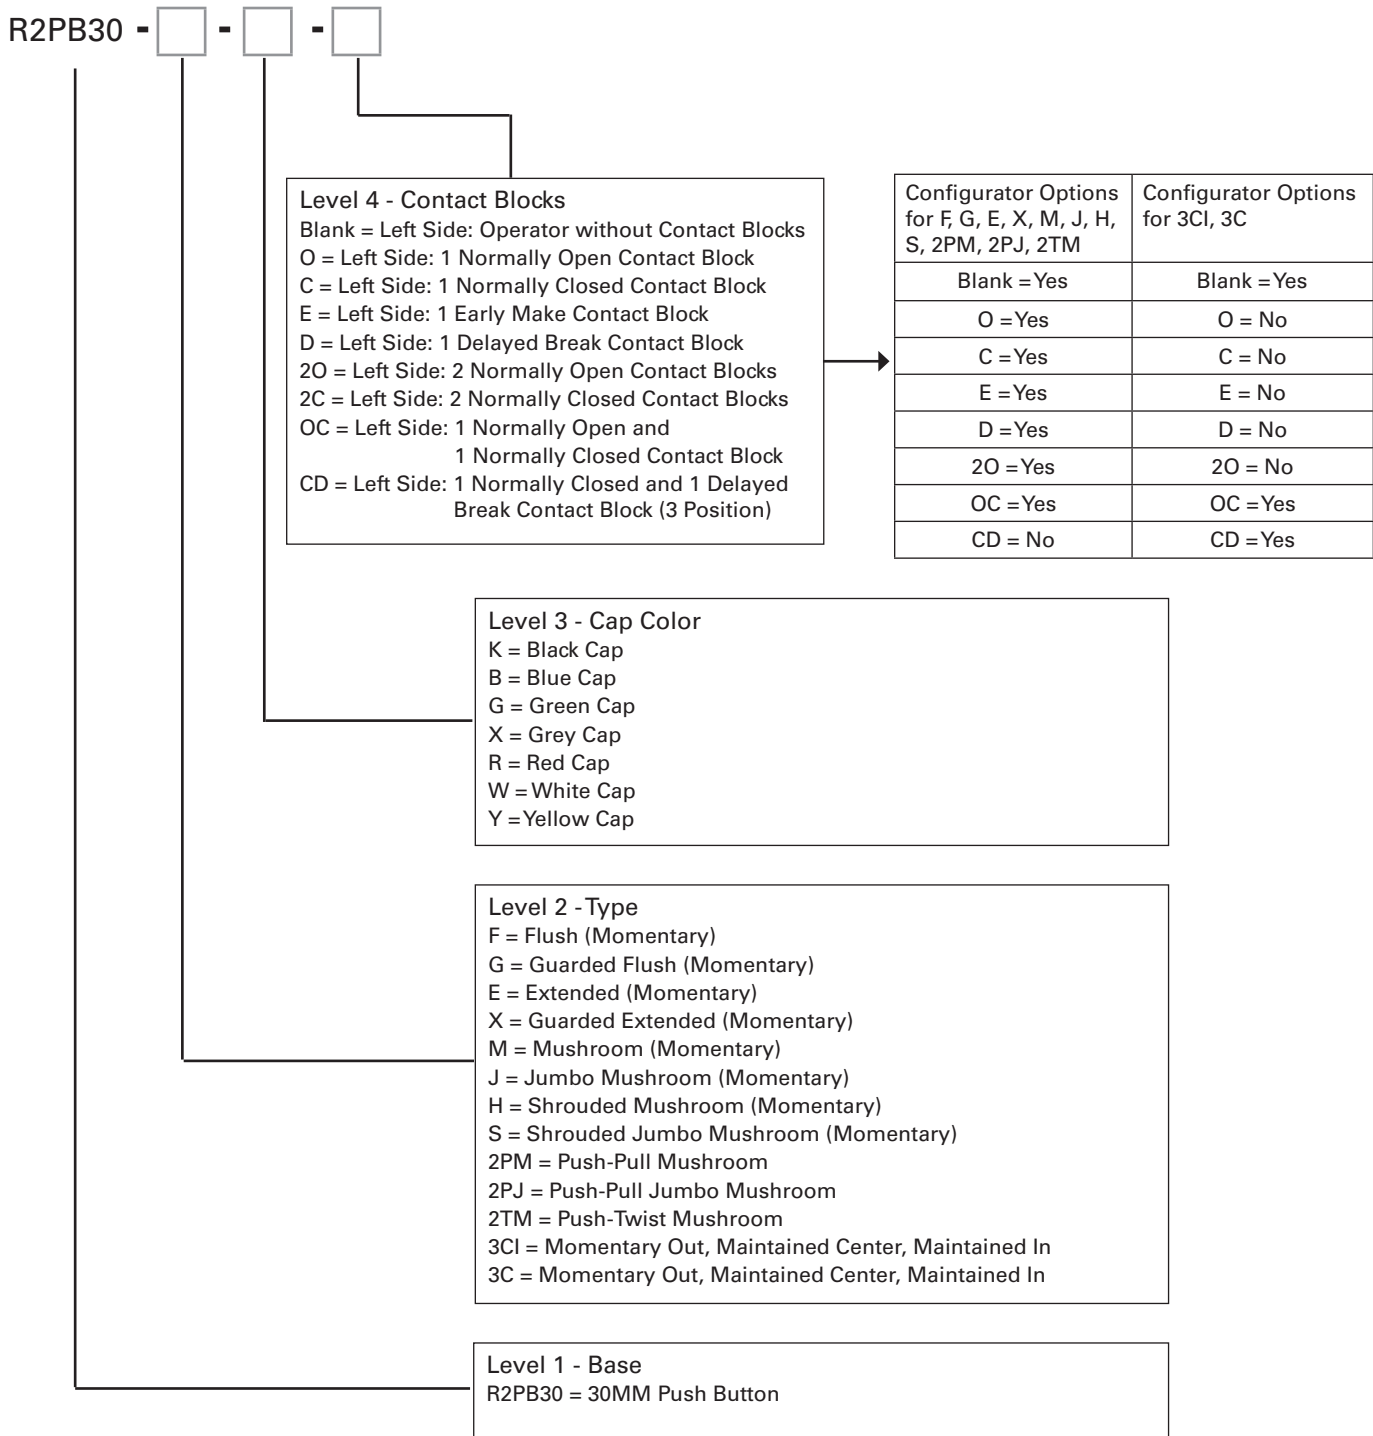 R2PB30 - - -
Level 4 - Contact Blocks
Blank = Left Side: Operator without Contact Blocks
O = Left Side: 1 Normally Open Contact Block
C = Left Side: 1 Normally Closed Contact Block
E = Left Side: 1 Early Make Contact Block
D = Left Side: 1 Delayed Break Contact Block
2O = Left Side: 2 Normally Open Contact Blocks
2C = Left Side: 2 Normally Closed Contact Blocks
OC = Left Side: 1 Normally Open and
1 Normally Closed Contact Block
CD = Left Side: 1 Normally Closed and 1 Delayed
Break Contact Block (3 Position)
Configurator Options
for F, G, E, X, M, J, H,
S, 2PM, 2PJ, 2TM
Configurator Options
for 3CI, 3C
Blank = Yes Blank = Yes
O = Yes O = No
C = Yes C = No
E = Yes E = No
D = Yes D = No
2O = Yes 2O = No
OC = Yes OC = Yes
CD = No CD = Yes
Level 3 - Cap Color
K = Black Cap
B = Blue Cap
G = Green Cap
X = Grey Cap
R = Red Cap
W = White Cap
Y = Yellow Cap
Level 2 - Type
F = Flush (Momentary)
G = Guarded Flush (Momentary)
E = Extended (Momentary)
X = Guarded Extended (Momentary)
M = Mushroom (Momentary)
J = Jumbo Mushroom (Momentary)
H = Shrouded Mushroom (Momentary)
S = Shrouded Jumbo Mushroom (Momentary)
2PM = Push-Pull Mushroom
2PJ = Push-Pull Jumbo Mushroom
2TM = Push-Twist Mushroom
3CI = Momentary Out, Maintained Center, Maintained In
3C = Momentary Out, Maintained Center, Maintained In
Level 1 - Base
R2PB30 = 30MM Push Button